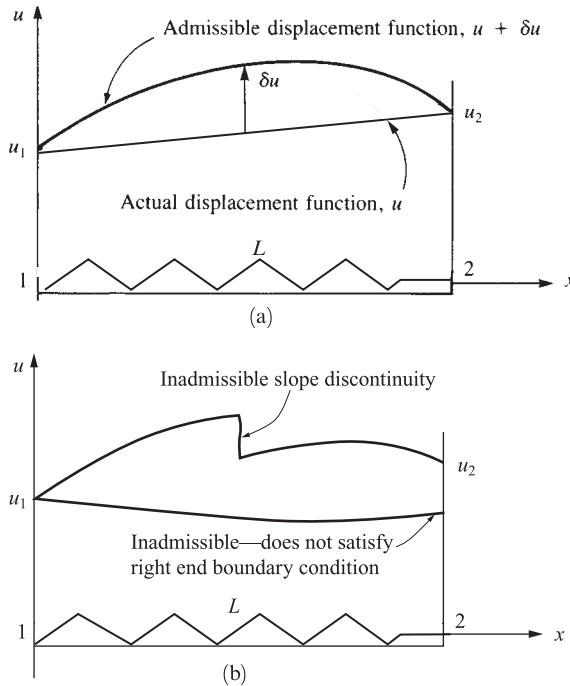 u
Admissible displacement function, u + δu
δu
u₂
u₁
Actual displacement function, u
L
1
2
x
(a)
u
Inadmissible slope discontinuity
u₂
u₁
Inadmissible—does not satisfy
right end boundary condition
L
1
2
x
(b)